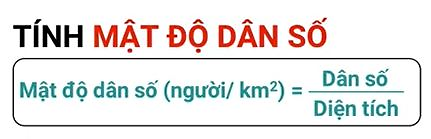 TÍNH MẬT ĐỘ DÂN SỐ
Mật độ dân số (người/ km²) = Dân số
Diện tích